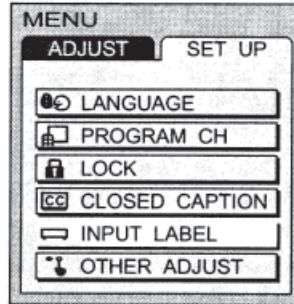 MENU
ADJUST SET UP
LANGUAGE
PROGRAM CH
LOCK
CC CLOSED CAPTION
INPUT LABEL
OTHER ADJUST